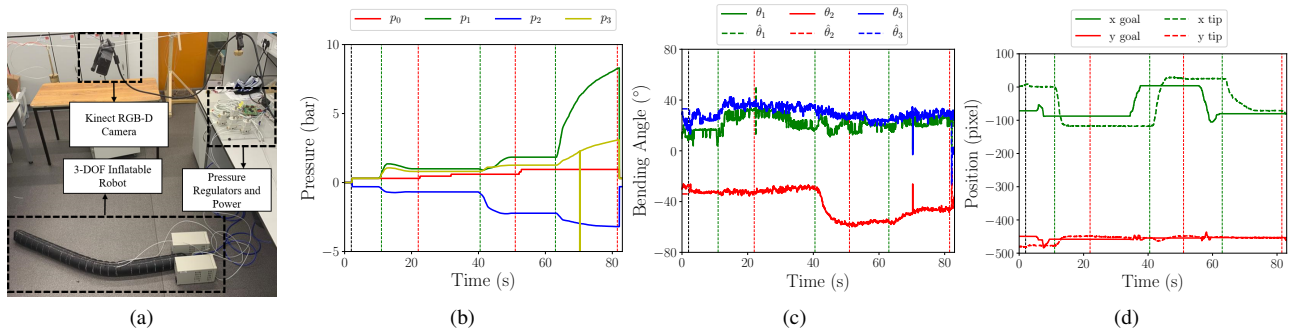 Kinect RGB-D
Camera
3-DOF Inflatable
Robot
Pressure
Regulators and
Power
(a)
p₀ p₁ p₂ p₃
Pressure (bar)
10
5
0
−5
0 20 40 60 80
Time (s)
(b)
θ₁ θ₂ θ₃
θ̂₁ θ̂₂ θ̂₃
Bending Angle (°)
80
40
0
−40
−80
0 20 40 60 80
Time (s)
(c)
x goal x tip
y goal y tip
Position (pixel)
100
0
−100
−200
−300
−400
−500
0 20 40 60 80
Time (s)
(d)